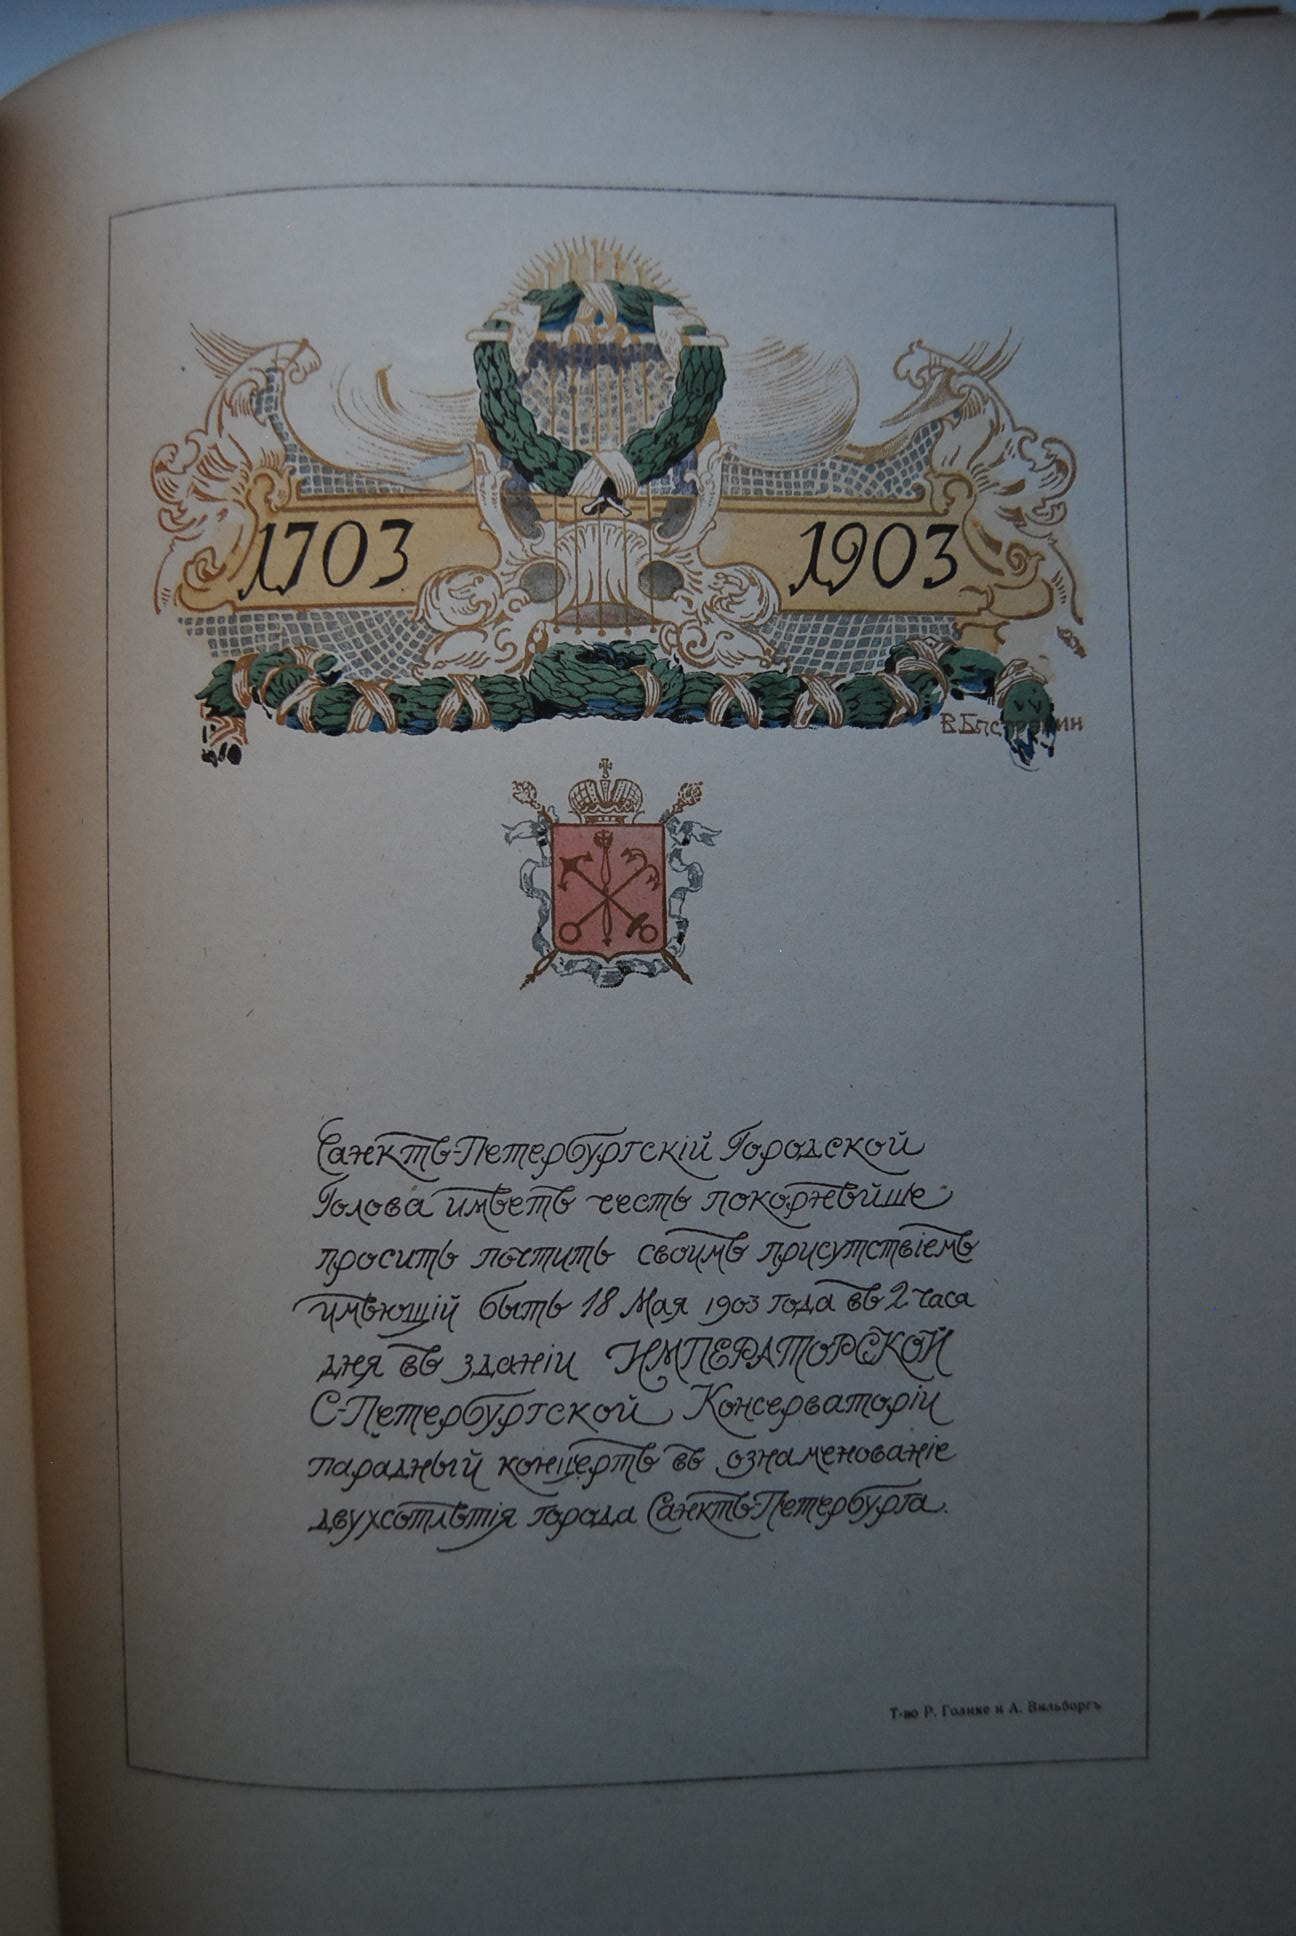 1703 1903
Санктъ-Петербургскій Городской
Голова имѣетъ честь покорнѣйше
проситъ почтить своимъ присутствіемъ
имѣющій быть 18 Мая 1903 года въ 2 часа
дня въ зданіи ИМПЕРАТОРСКОЙ
С-Петербургской Консерваторіи
парадный концертъ въ ознаменованіе
двухсотлѣтія города Санктъ-Петербурга.
Т-во Р. Голике и А. Вильборгъ